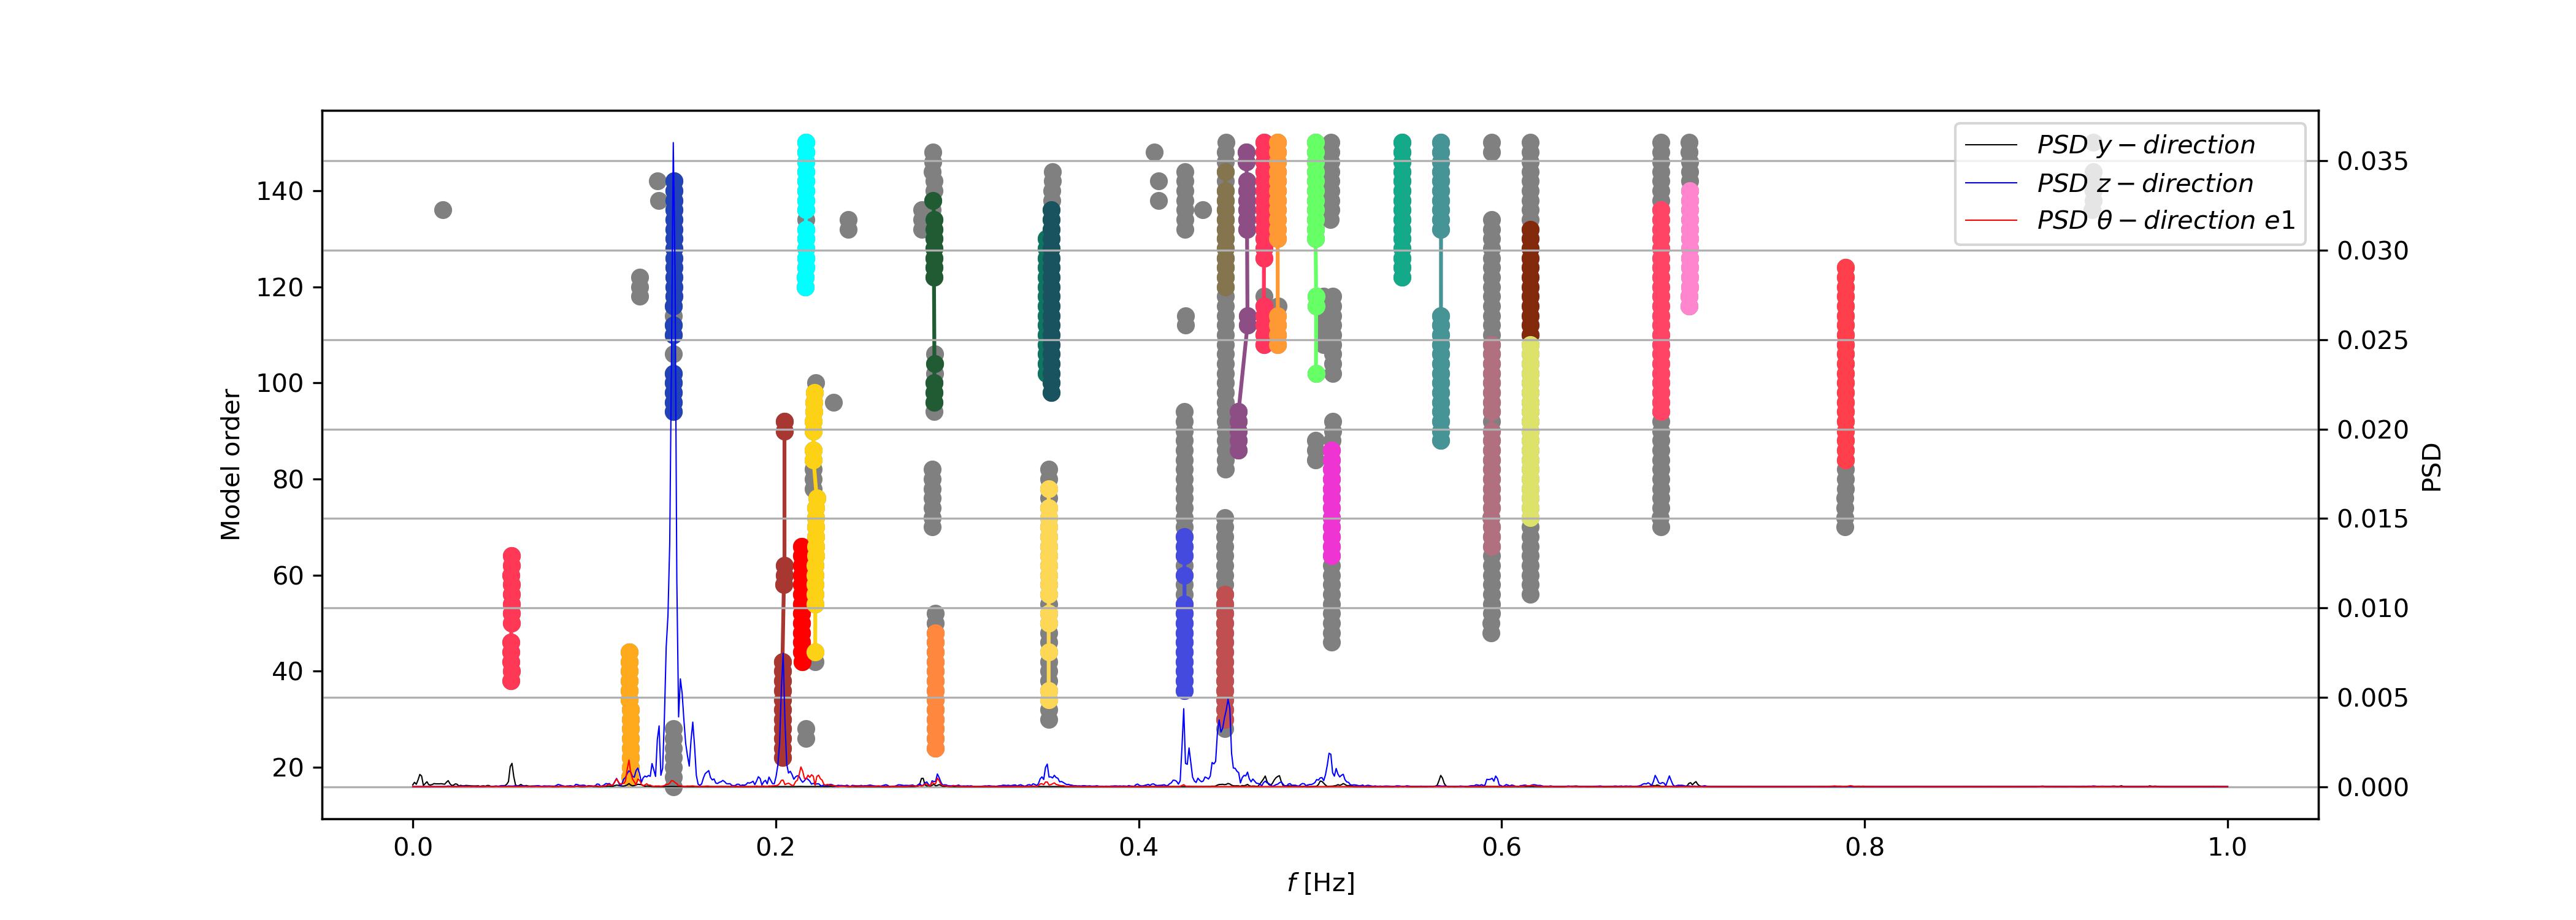 PSD y − direction
PSD z − direction
PSD θ − direction e1
Model order
140
120
100
80
60
40
20
0.035
0.030
0.025
0.020
0.015
0.010
0.005
0.000
PSD
0.0 0.2 0.4 0.6 0.8 1.0
f [Hz]